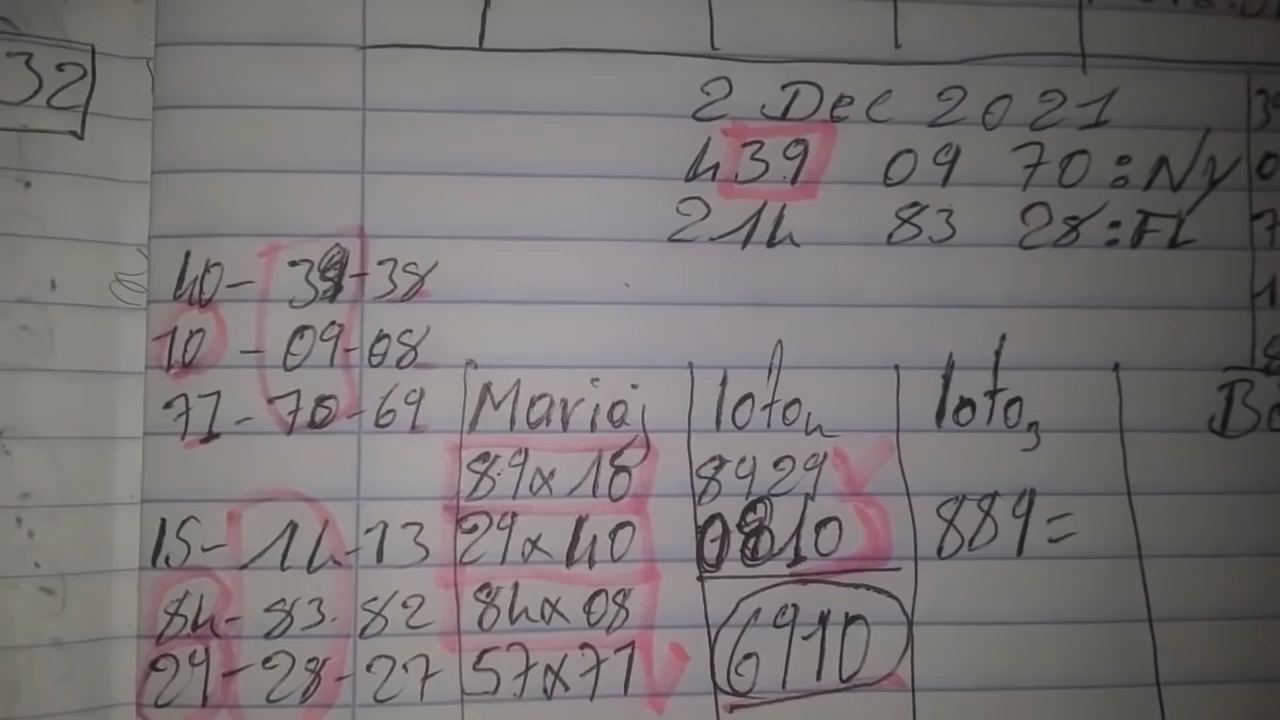 32
2 Dec 2021
439 09 70:Ny
214 83 28:FL
40-39-38
10-09-08
71-70-69
Mariaj loto4 loto3
89x18 8929
15-14-13 29x40 0810 889=
84-83-82 84x08
29-28-27 57x71 6910